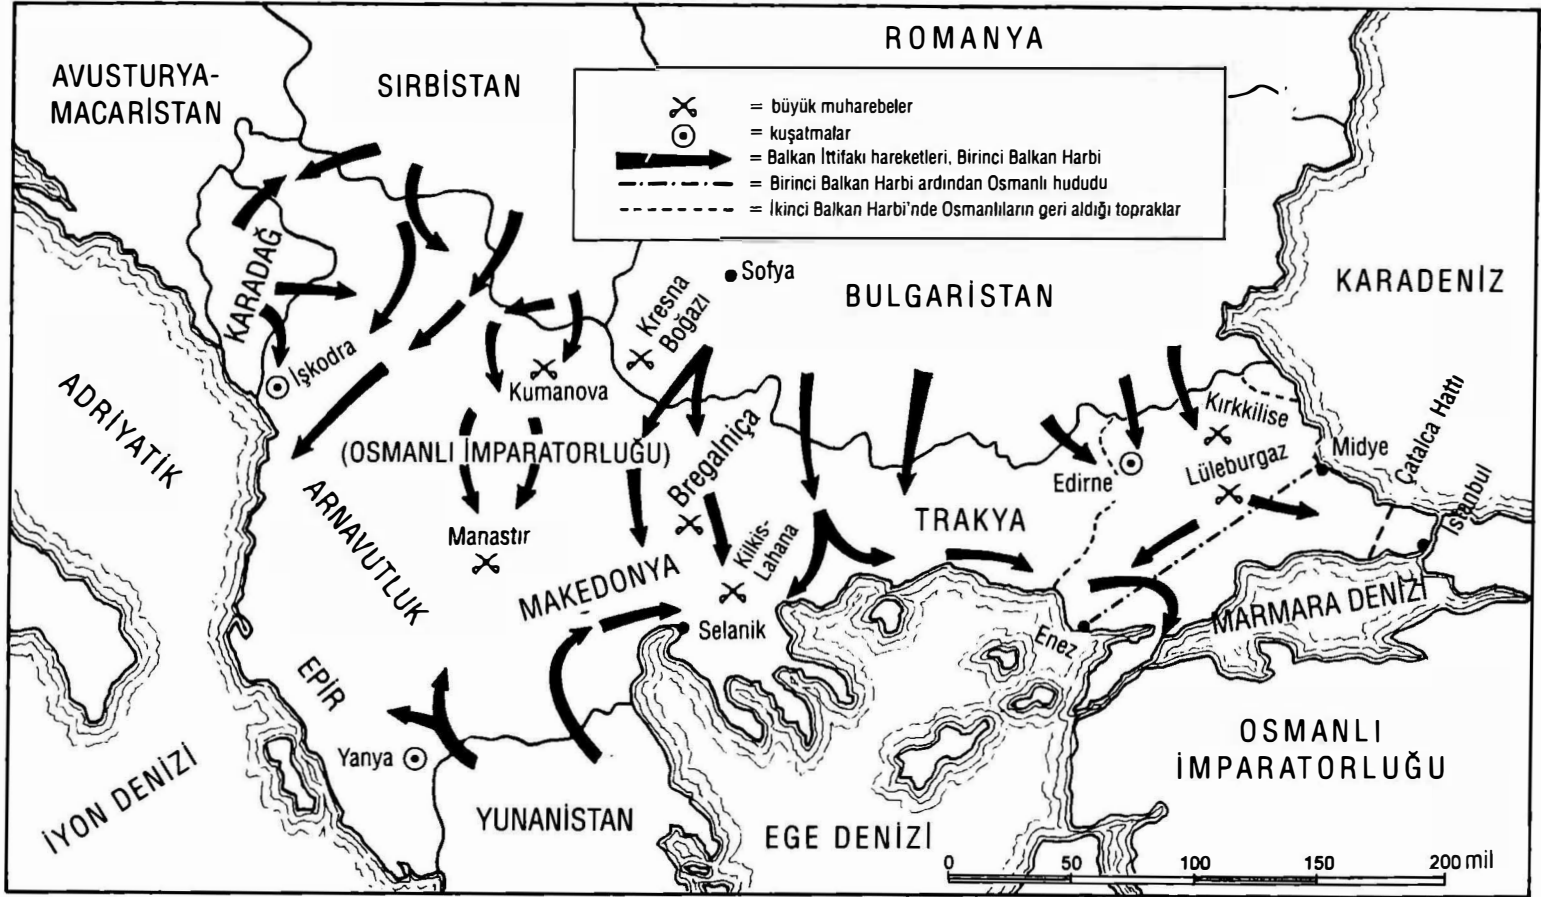 ROMANYA
AVUSTURYA-
MACARİSTAN
SIRBİSTAN
= büyük muharebeler
= kuşatmalar
= Balkan İttifakı hareketleri, Birinci Balkan Harbi
= Birinci Balkan Harbi ardından Osmanlı hududu
= İkinci Balkan Harbi'nde Osmanlıların geri aldığı topraklar
KARADAĞ
Sofya
BULGARİSTAN
KARADENİZ
Kresna
Boğazı
İşkodra
Kumanova
ADRİYATİK
(OSMANLI İMPARATORLUĞU)
Bregalniça
Kırkkilise
Lüleburgaz
Midye
Çatalca Hattı
İstanbul
Edirne
ARNAVUTLUK
Manastır
TRAKYA
MAKEDONYA
Kilkis-
Lahana
Selanik
Enez
MARMARA DENİZİ
EPİR
Yanya
İYON DENİZİ
YUNANİSTAN
EGE DENİZİ
OSMANLI
İMPARATORLUĞU
0 50 100 150 200 mil